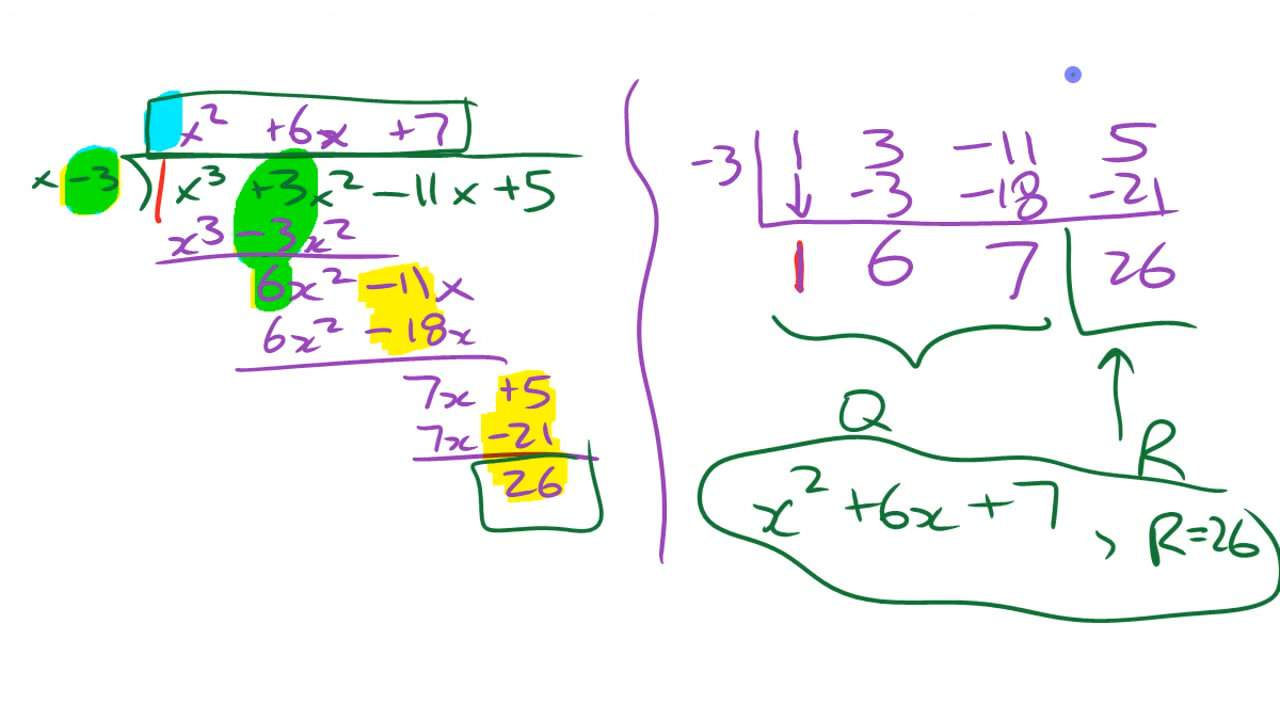 x² +6x +7
x -3 ) x³ +3x² -11x +5
x³ -3x²
6x² -11x
6x² -18x
7x +5
7x -21
26
-3 | 1 3 -11 5
↓ -3 -18 -21
1 6 7 26
Q
R
x² +6x +7 , R=26